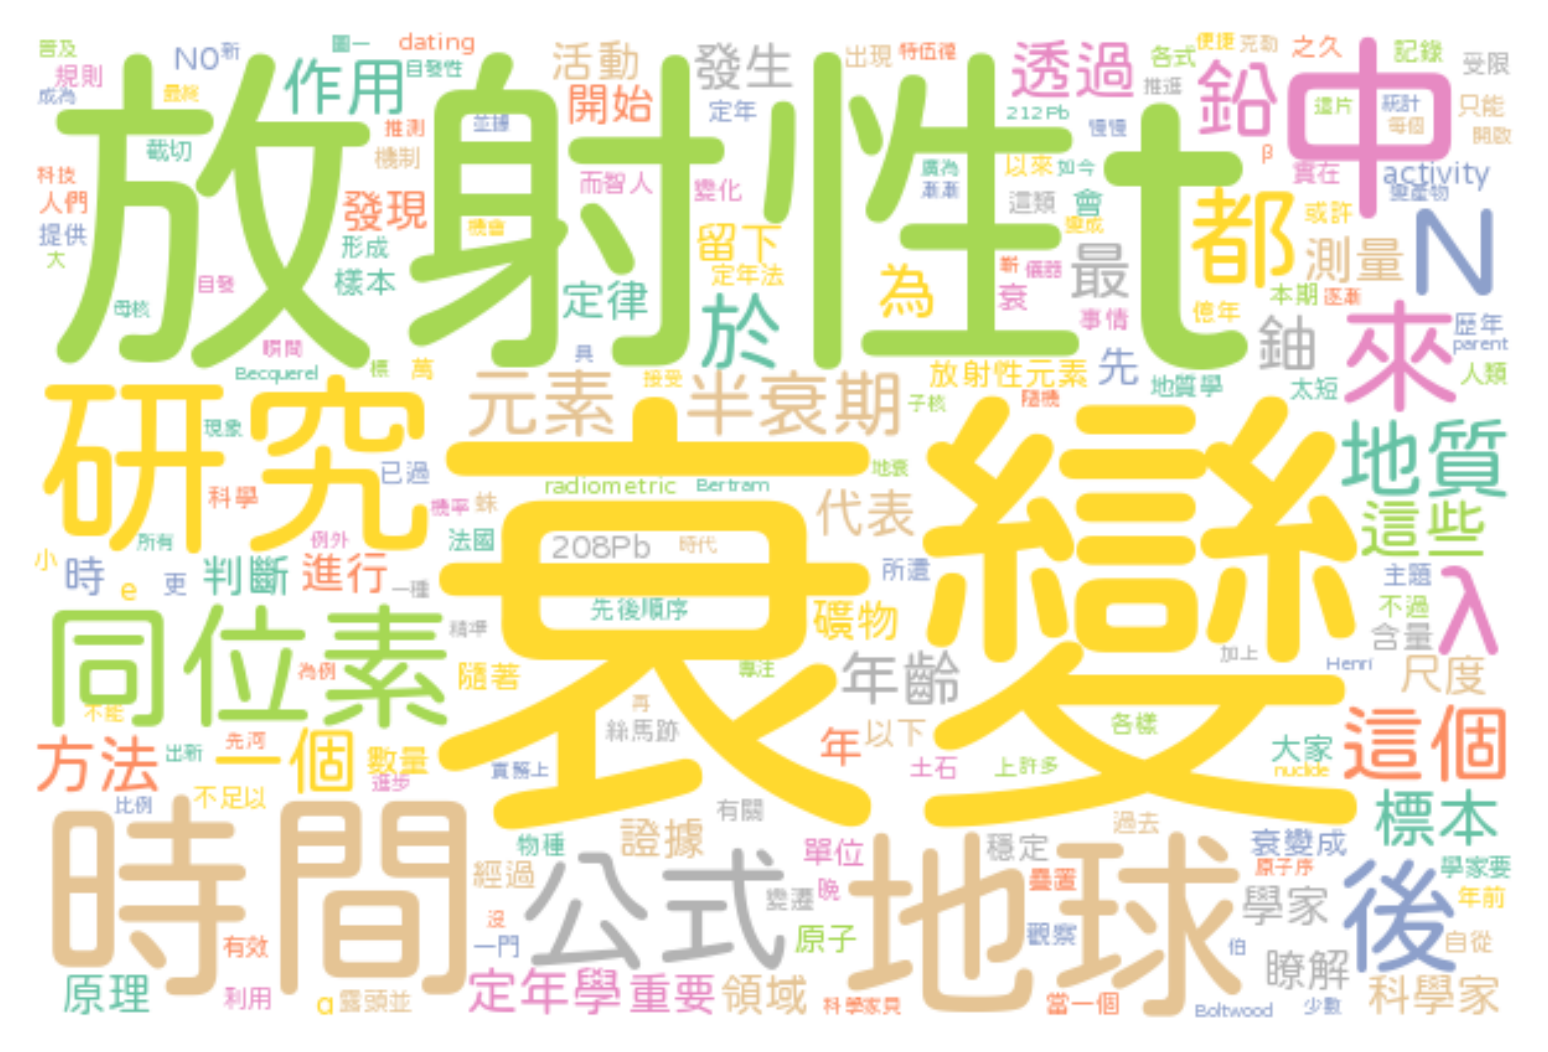 普及
NO
新
圖一
dating
活動
發生
出現
特伍德
透過
各式
便捷
克勒
之久
中
記錄
受限
規則
成為
最終
作用
自發性
開始
定年
212Pb
推進
鉛
這片
統計
每個
只能
開啟
放射性
t
截切
推測
機制
並據
慢慢
β
科技
人們
提供
大
發現
而智人
變化
廣為
漸漸
以來
如今
實在
activity
變產物
形成
機會
留下
這類
會
變成
都
或許
測量
N
自發
樣本
定年法
定律
為
嶄
儀器
衰
最
本期
逐漸
母核
於
事情
億年
來
歷年
parent
瞬間
Becquerel
標
萬
具
放射性元素
先
地質學
鈾
太短
人類
研究
現象
元素
接受
半衰期
子核
隨機
地質
已過
科學
機率
蛛
radiometric
Bertram
地衰
代表
這些
小
所有
例外
法國
208Pb
時代
所遺
主題
λ
時
e
更
判斷
進行
一種
先後順序
礦物
不過
衰變
同位素
精準
為例
隨著
專注
年齡
加上
Henri
含量
尺度
不能
再
絲馬跡
年
以下
各樣
方法
出新
先河
一個
數量
進步
實務上
土石
上許多
大家
nuclide
這個
比例
不足以
有關
過去
標本
時間
物種
證據
單位
穩定
衰變成
經過
公式
變遷
晚
地球
疊置
原子序
學家要
沒
一門
原子
觀察
學家
後
年前
有效
伯
自從
原理
利用
α
露頭並
定年學
重要
領域
科學家具
當一個
瞭解
Boltwood
少數
科學家